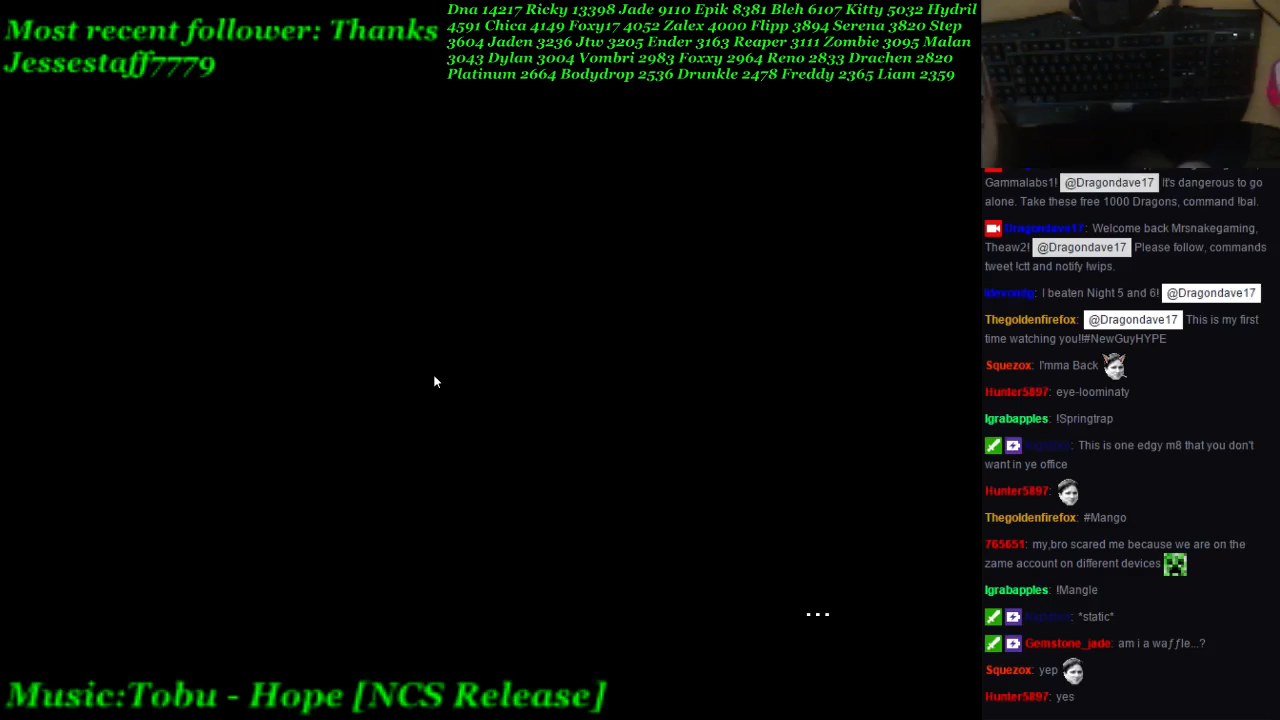 Most recent follower: Thanks
Jessestaff7779
Dna 14217 Ricky 13398 Jade 9110 Epik 8381 Bleh 6107 Kitty 5032 Hydril
4591 Chica 4149 Foxy17 4052 Zalex 4000 Flipp 3894 Serena 3820 Step
3604 Jaden 3236 Jtw 3205 Ender 3163 Reaper 3111 Zombie 3095 Malan
3043 Dylan 3004 Vombri 2983 Foxxy 2964 Reno 2833 Drachen 2820
Platinum 2664 Bodydrop 2536 Drunkle 2478 Freddy 2365 Liam 2359
Gammalabs1! @Dragondave17 It's dangerous to go
alone. Take these free 1000 Dragons, command !bal.
Dragondave17: Welcome back Mrsnakegaming,
Theaw2! @Dragondave17 Please follow, commands
tweet !ctt and notify !wips.
I beaten Night 5 and 6! @Dragondave17
Thegoldenfirefox: @Dragondave17 This is my first
time watching you!!#NewGuyHYPE
Squezox: I'mma Back
Hunter5897: eye-loominaty
Igrabapples: !Springtrap
: This is one edgy m8 that you don't
want in ye office
Hunter5897:
Thegoldenfirefox: #Mango
765651: my,bro scared me because we are on the
zame account on different devices
Igrabapples: !Mangle
: *static*
Gemstone_jade: am i a waƒƒle...?
Squezox: yep
Hunter5897: yes
...
Music:Tobu - Hope [NCS Release]